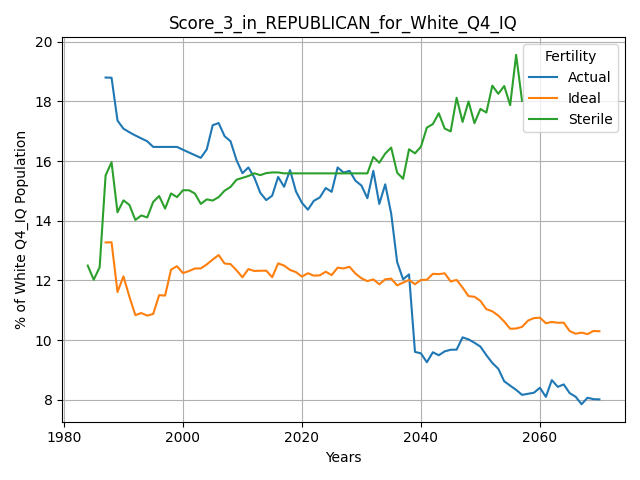 Score_3_in_REPUBLICAN_for_White_Q4_IQ
% of White Q4_IQ Population
20
18
16
14
12
10
8
Fertility
Actual
Ideal
Sterile
1980
2000
2020
2040
2060
Years